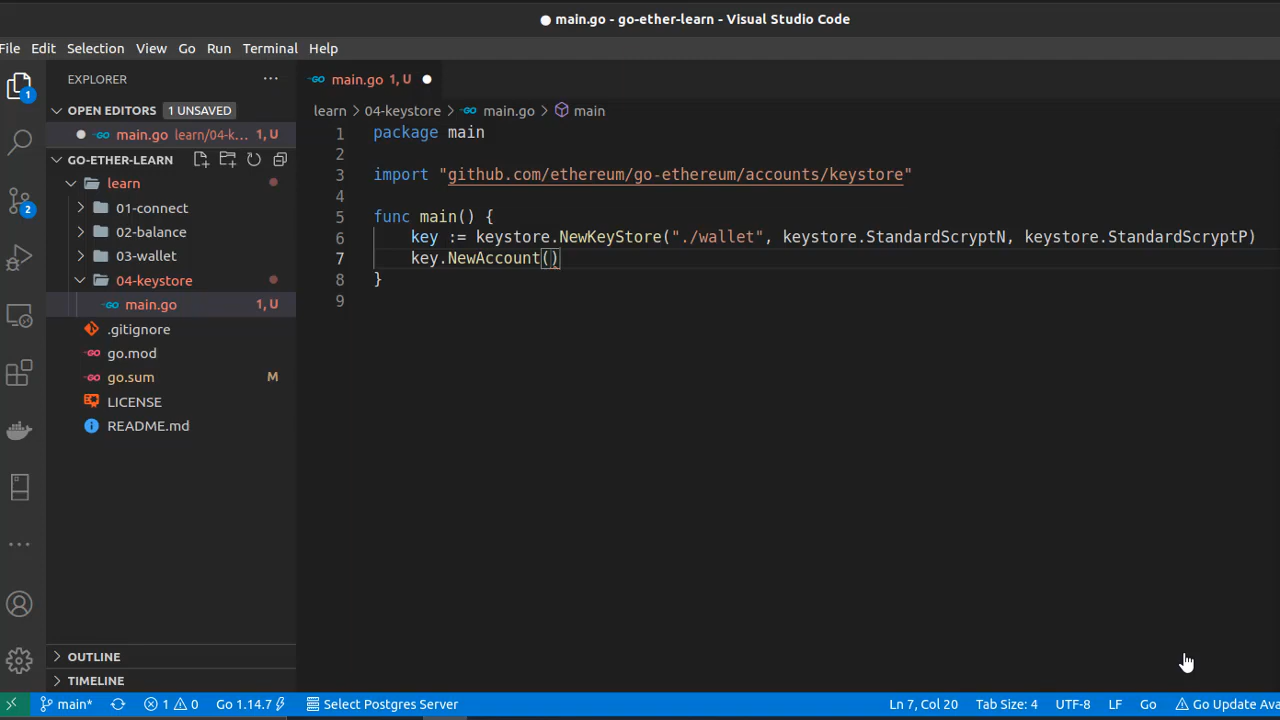 main.go - go-ether-learn - Visual Studio Code
File Edit Selection View Go Run Terminal Help
EXPLORER
OPEN EDITORS 1 UNSAVED
main.go learn/04-k... 1, U
GO-ETHER-LEARN
learn
01-connect
02-balance
03-wallet
04-keystore
main.go 1, U
.gitignore
go.mod
go.sum M
LICENSE
README.md
OUTLINE
TIMELINE
1
2
main.go 1, U
learn 04-keystore main.go main
1 package main
2
3 import "github.com/ethereum/go-ethereum/accounts/keystore"
4
5 func main() {
6 key := keystore.NewKeyStore("./wallet", keystore.StandardScryptN, keystore.StandardScryptP)
7 key.NewAccount()
8 }
9
main* 1 0 Go 1.14.7 Select Postgres Server Ln 7, Col 20 Tab Size: 4 UTF-8 LF Go Go Update Ava